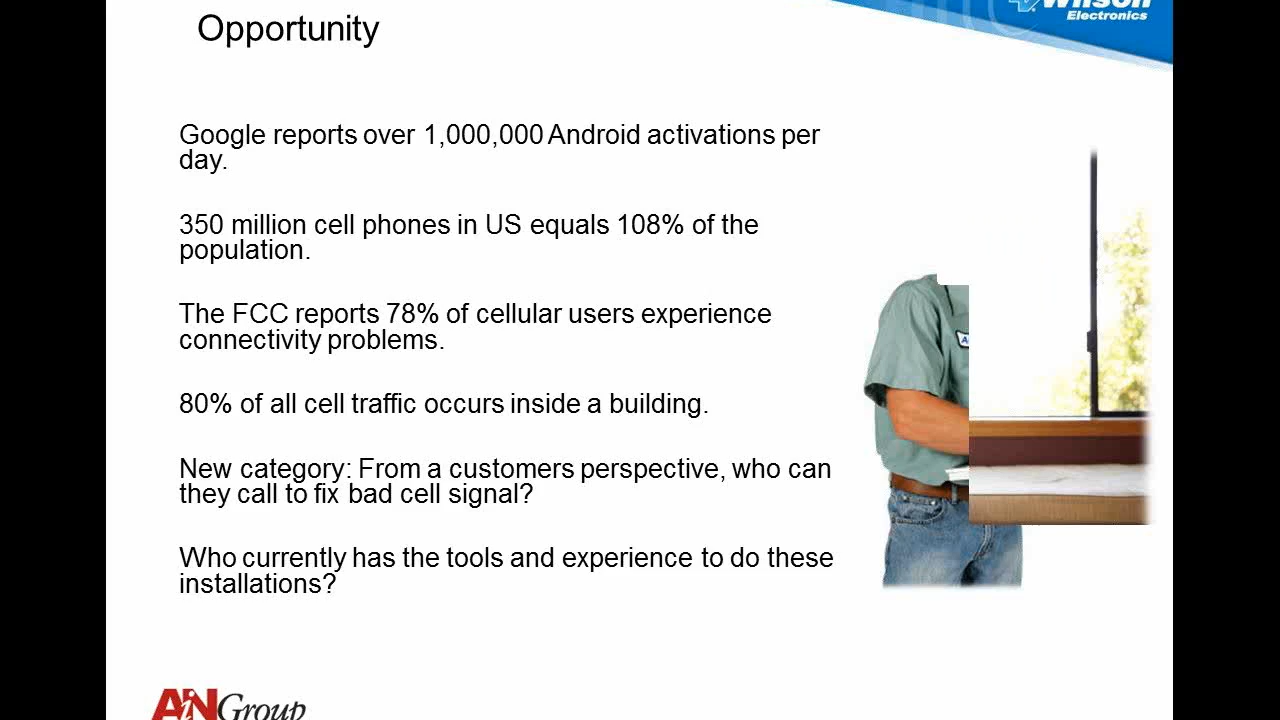 Opportunity
Wilson
Electronics
Google reports over 1,000,000 Android activations per
day.
350 million cell phones in US equals 108% of the
population.
The FCC reports 78% of cellular users experience
connectivity problems.
80% of all cell traffic occurs inside a building.
New category: From a customers perspective, who can
they call to fix bad cell signal?
Who currently has the tools and experience to do these
installations?
AiN Group